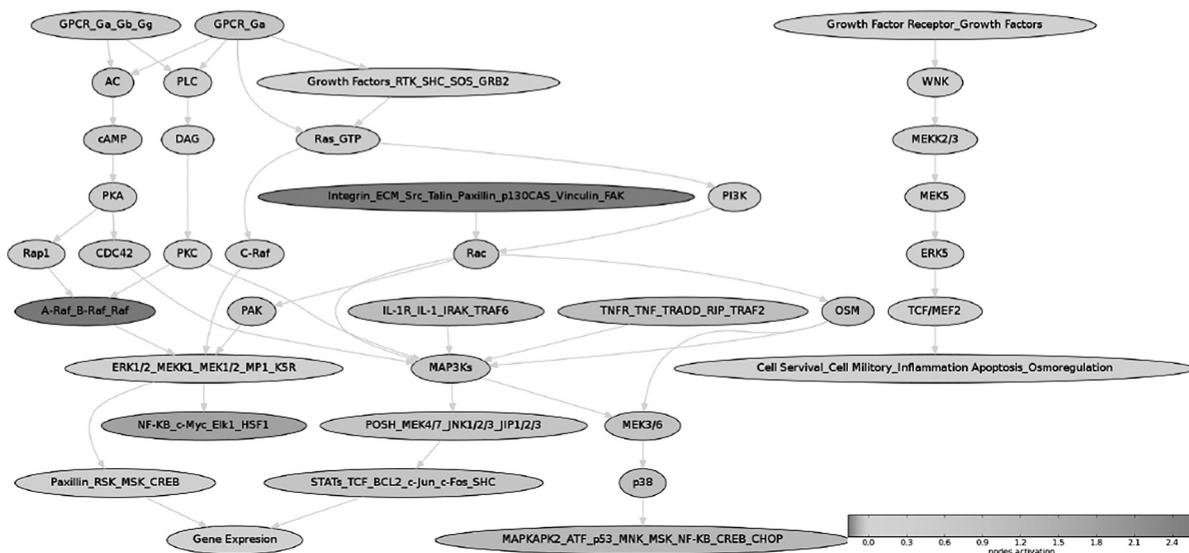 GPCR_Ga_Gb_Gg
GPCR_Ga
Growth Factor Receptor_Growth Factors
AC
PLC
Growth Factors_RTK_SHC_SOS_GRB2
WNK
cAMP
DAG
Ras_GTP
MEKK2/3
PKA
Integrin_ECM_Src_Talin_Paxillin_p130CAS_Vinculin_FAK
PI3K
MEK5
Rap1
CDC42
PKC
C-Raf
Rac
ERK5
A-Raf_B-Raf_Raf
PAK
IL-1R_IL-1_IRAK_TRAF6
TNFR_TNF_TRADD_RIP_TRAF2
OSM
TCF/MEF2
ERK1/2_MEKK1_MEK1/2_MP1_K5R
MAP3Ks
Cell Servival_Cell Militory_Inflammation Apoptosis_Osmoregulation
NF-KB_c-Myc_Elk1_HSF1
POSH_MEK4/7_JNK1/2/3_JIP1/2/3
MEK3/6
Paxillin_RSK_MSK_CREB
STATs_TCF_BCL2_c-Jun_c-Fos_SHC
p38
Gene Expresion
MAPKAPK2_ATF_p53_MNK_MSK_NF-KB_CREB_CHOP
0.0 0.3 0.6 0.9 1.2 1.5 1.8 2.1 2.4
nodes activation